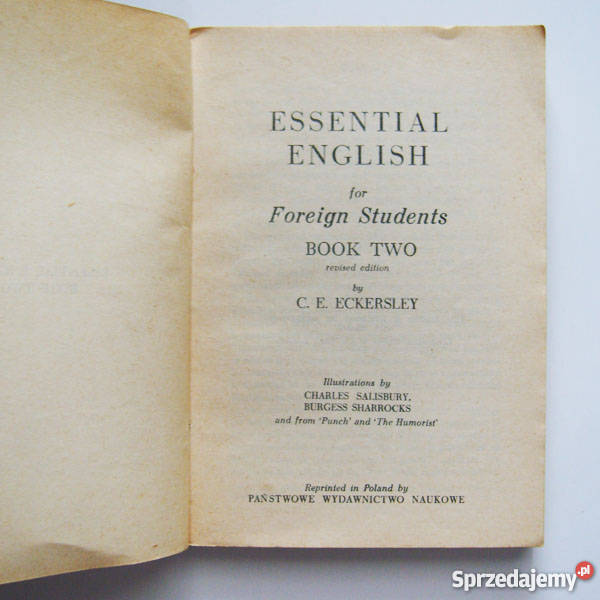 ESSENTIAL
ENGLISH
for
Foreign Students
BOOK TWO
revised edition
by
C. E. ECKERSLEY
Illustrations by
CHARLES SALISBURY,
BURGESS SHARROCKS
and from 'Punch' and 'The Humorist'
Reprinted in Poland by
PAŃSTWOWE WYDAWNICTWO NAUKOWE
Sprzedajemy.pl